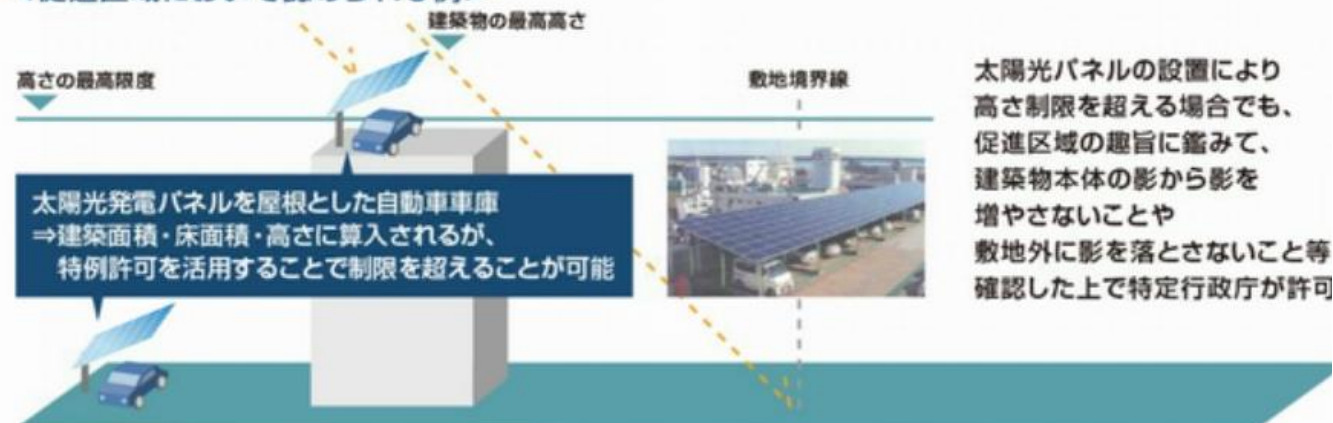 建築物の最高高さ
高さの最高限度
敷地境界線
太陽光発電パネルを屋根とした自動車車庫
⇒建築面積・床面積・高さに算入されるが、
特例許可を活用することで制限を超えることが可能
太陽光パネルの設置により
高さ制限を超える場合でも、
促進区域の趣旨に鑑みて、
建築物本体の影から影を
増やさないことや
敷地外に影を落とさないこと等
確認した上で特定行政庁が許可